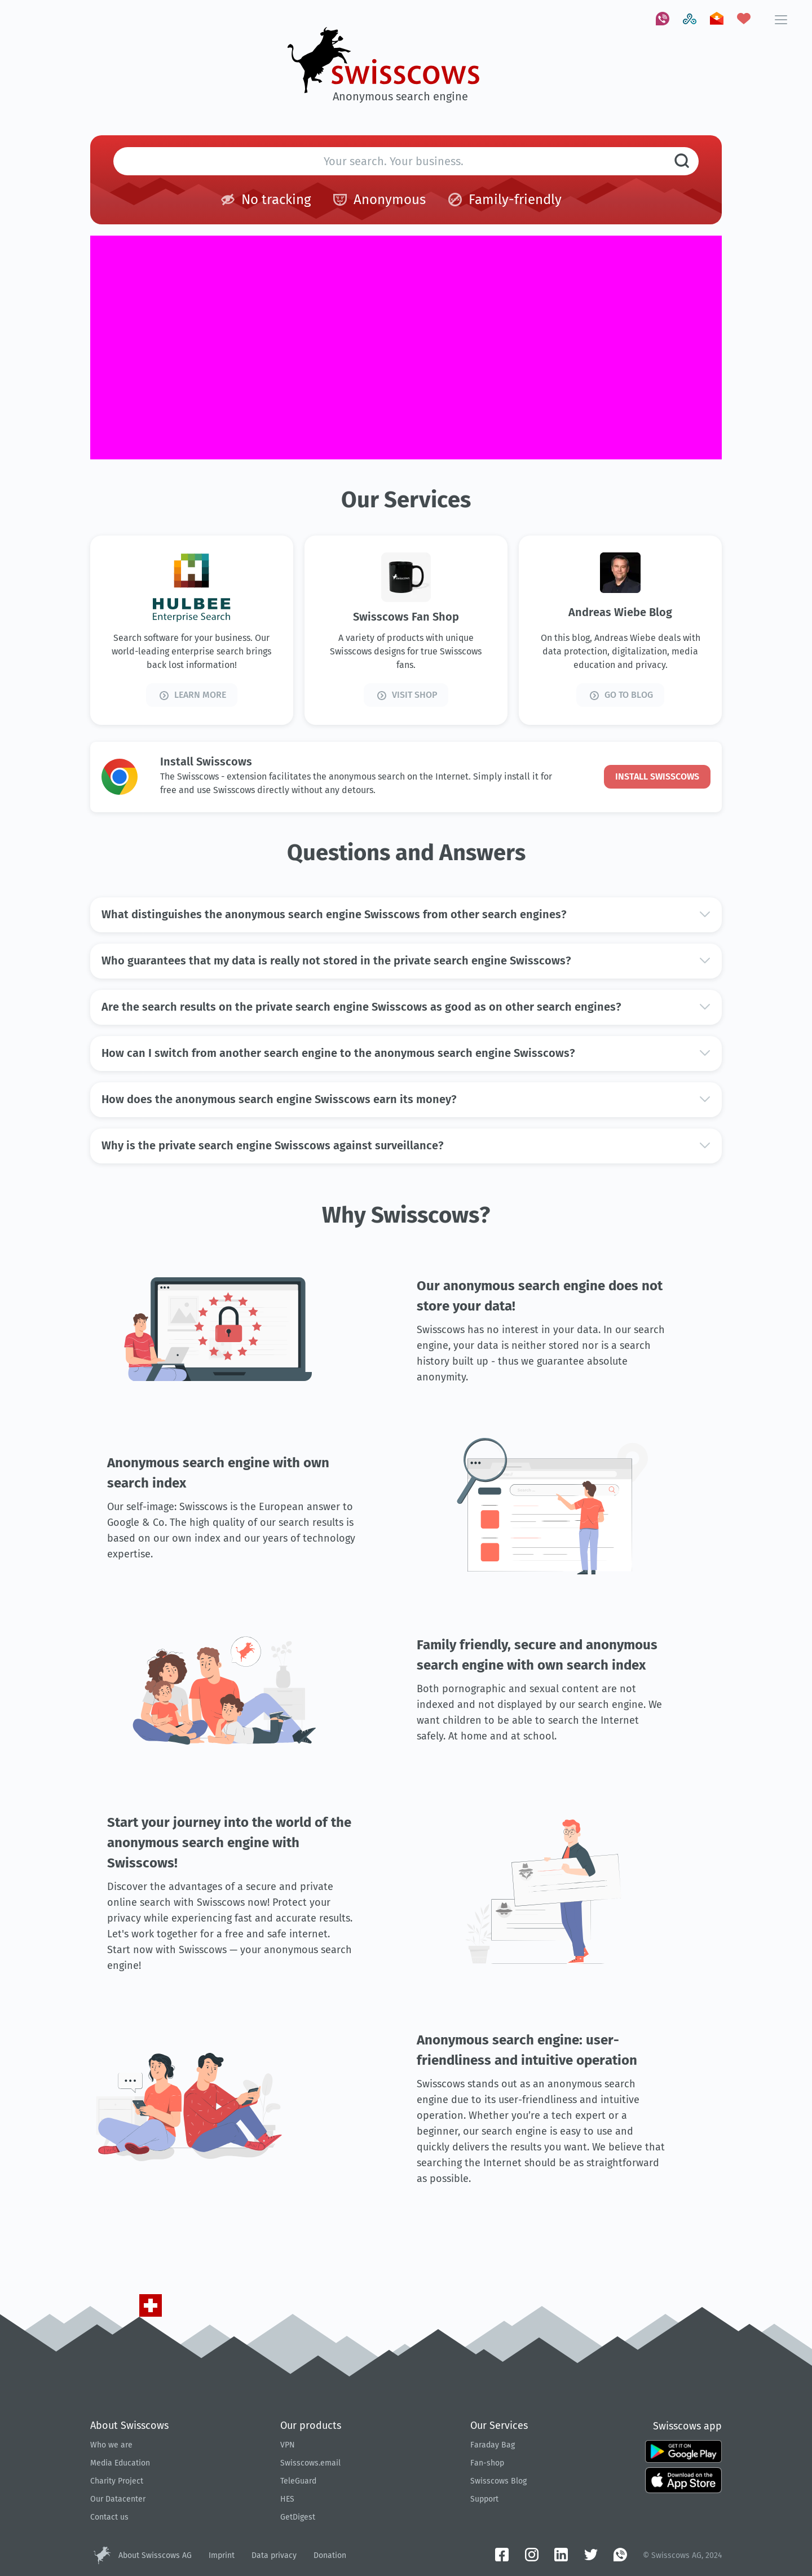 swisscows
Anonymous search engine
Your search. Your business.
No tracking
Anonymous
Family-friendly
Our Services
HULBEE
Enterprise Search
Search software for your business. Our
world-leading enterprise search brings
back lost information!
LEARN MORE
Swisscows Fan Shop
A variety of products with unique
Swisscows designs for true Swisscows
fans.
VISIT SHOP
Andreas Wiebe Blog
On this blog, Andreas Wiebe deals with
data protection, digitalization, media
education and privacy.
GO TO BLOG
Install Swisscows
The Swisscows - extension facilitates the anonymous search on the Internet. Simply install it for
free and use Swisscows directly without any detours.
INSTALL SWISSCOWS
Questions and Answers
What distinguishes the anonymous search engine Swisscows from other search engines?
Who guarantees that my data is really not stored in the private search engine Swisscows?
Are the search results on the private search engine Swisscows as good as on other search engines?
How can I switch from another search engine to the anonymous search engine Swisscows?
How does the anonymous search engine Swisscows earn its money?
Why is the private search engine Swisscows against surveillance?
Why Swisscows?
Our anonymous search engine does not
store your data!
Swisscows has no interest in your data. In our search
engine, your data is neither stored nor is a search
history built up - thus we guarantee absolute
anonymity.
Anonymous search engine with own
search index
Our self-image: Swisscows is the European answer to
Google & Co. The high quality of our search results is
based on our own index and our years of technology
expertise.
Family friendly, secure and anonymous
search engine with own search index
Both pornographic and sexual content are not
indexed and not displayed by our search engine. We
want children to be able to search the Internet
safely. At home and at school.
Start your journey into the world of the
anonymous search engine with
Swisscows!
Discover the advantages of a secure and private
online search with Swisscows now! Protect your
privacy while experiencing fast and accurate results.
Let's work together for a free and safe internet.
Start now with Swisscows — your anonymous search
engine!
Anonymous search engine: user-
friendliness and intuitive operation
Swisscows stands out as an anonymous search
engine due to its user-friendliness and intuitive
operation. Whether you're a tech expert or a
beginner, our search engine is easy to use and
quickly delivers the results you want. We believe that
searching the Internet should be as straightforward
as possible.
About Swisscows
Who we are
Media Education
Charity Project
Our Datacenter
Contact us
Our products
VPN
Swisscows.email
TeleGuard
HES
GetDigest
Our Services
Faraday Bag
Fan-shop
Swisscows Blog
Support
Swisscows app
GET IT ON
Google Play
Download on the
App Store
About Swisscows AG
Imprint
Data privacy
Donation
© Swisscows AG, 2024